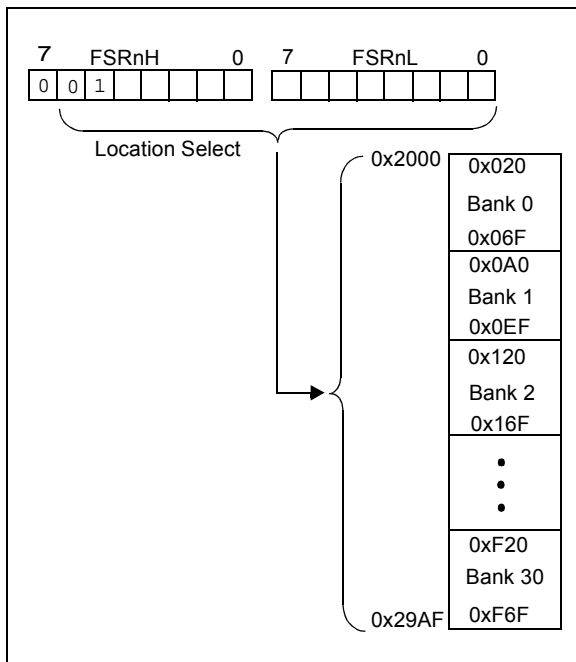 7 FSRnH 0 7 FSRnL 0
0 0 1
Location Select
0x2000
0x020
Bank 0
0x06F
0x0A0
Bank 1
0x0EF
0x120
Bank 2
0x16F
0xF20
Bank 30
0x29AF
0xF6F